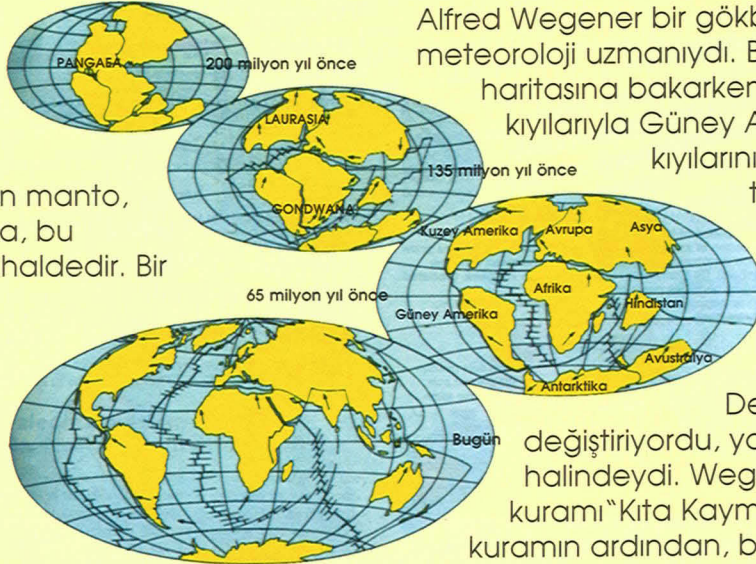 Alfred Wegener bir gökb
meteoroloji uzmanıydı. B
haritasına bakarken
kıyılarıyla Güney A
kıyılarını
t
PANGAEA
200 milyon yıl önce
LAURASIA
GONDWANA
135 milyon yıl önce
n manto,
a, bu
haldedir. Bir
Kuzey Amerika
Avrupa
Asya
Afrika
Hindistan
Güney Amerika
Avustralya
Antarktika
65 milyon yıl önce
Bugün
De
değiştiriyordu, ya
halindeydi. Weg
kuramı"Kıta Kaym
kuramın ardından, b